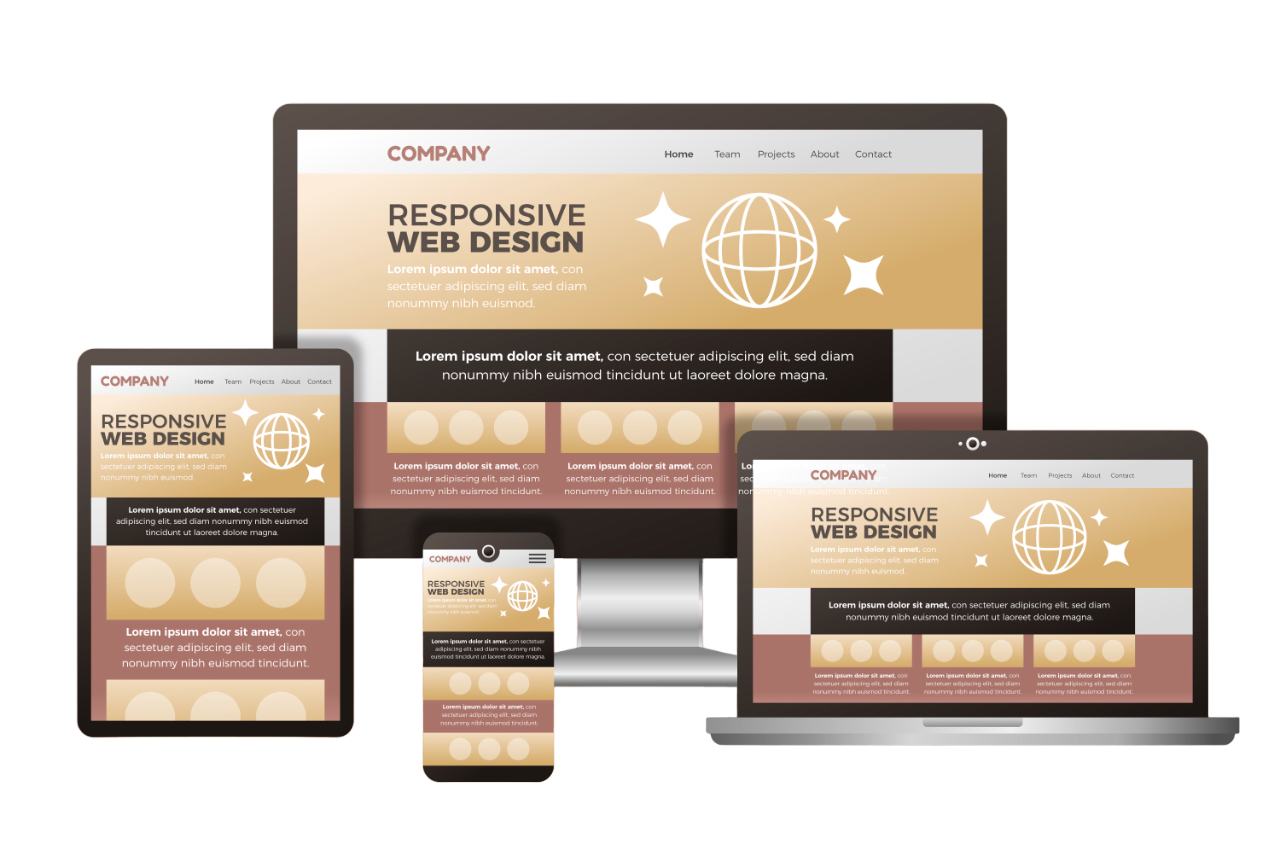 COMPANY
Home Team Projects About Contact
RESPONSIVE
WEB DESIGN
Lorem ipsum dolor sit amet, con
sectetuer adipiscing elit, sed diam
nonummy nibh euismod.
Lorem ipsum dolor sit amet, con sectetuer adipiscing elit, sed diam
nonummy nibh euismod tincidunt ut laoreet dolore magna.
Lorem ipsum dolor sit amet, con
sectetuer adipiscing elit, sed diam
nonummy nibh euismod tincidunt.
Lorem ipsum dolor sit amet, con
sectetuer adipiscing elit, sed diam
nonummy nibh euismod tincidunt.
COMPANY
Home Team Projects About Contact
RESPONSIVE
WEB DESIGN
Lorem ipsum dolor sit amet, con
sectetuer adipiscing elit, sed diam
nonummy nibh euismod.
Lorem ipsum dolor sit amet, con sectetuer
adipiscing elit, sed diam nonummy nibh euismod
tincidunt ut laoreet dolore magna.
Lorem ipsum dolor sit amet, con
sectetuer adipiscing elit, sed diam
nonummy nibh euismod tincidunt.
COMPANY
RESPONSIVE
WEB DESIGN
Lorem ipsum dolor sit amet, con
sectetuer adipiscing elit, sed diam
nonummy nibh euismod.
Lorem ipsum dolor sit amet, con sectetuer
adipiscing elit, sed diam nonummy nibh euismod
tincidunt ut laoreet dolore magna.
Lorem ipsum dolor sit amet, con
sectetuer adipiscing elit, sed diam
nonummy nibh euismod tincidunt.
COMPANY
Home Team Projects About Contact
RESPONSIVE
WEB DESIGN
Lorem ipsum dolor sit amet, con
sectetuer adipiscing elit, sed diam
nonummy nibh euismod.
Lorem ipsum dolor sit amet, con sectetuer adipiscing elit, sed diam
nonummy nibh euismod tincidunt ut laoreet dolore magna.
Lorem ipsum dolor sit amet, con
sectetuer adipiscing elit, sed diam
nonummy nibh euismod tincidunt.
Lorem ipsum dolor sit amet, con
sectetuer adipiscing elit, sed diam
nonummy nibh euismod tincidunt.
Lorem ipsum dolor sit amet, con
sectetuer adipiscing elit, sed diam
nonummy nibh euismod tincidunt.